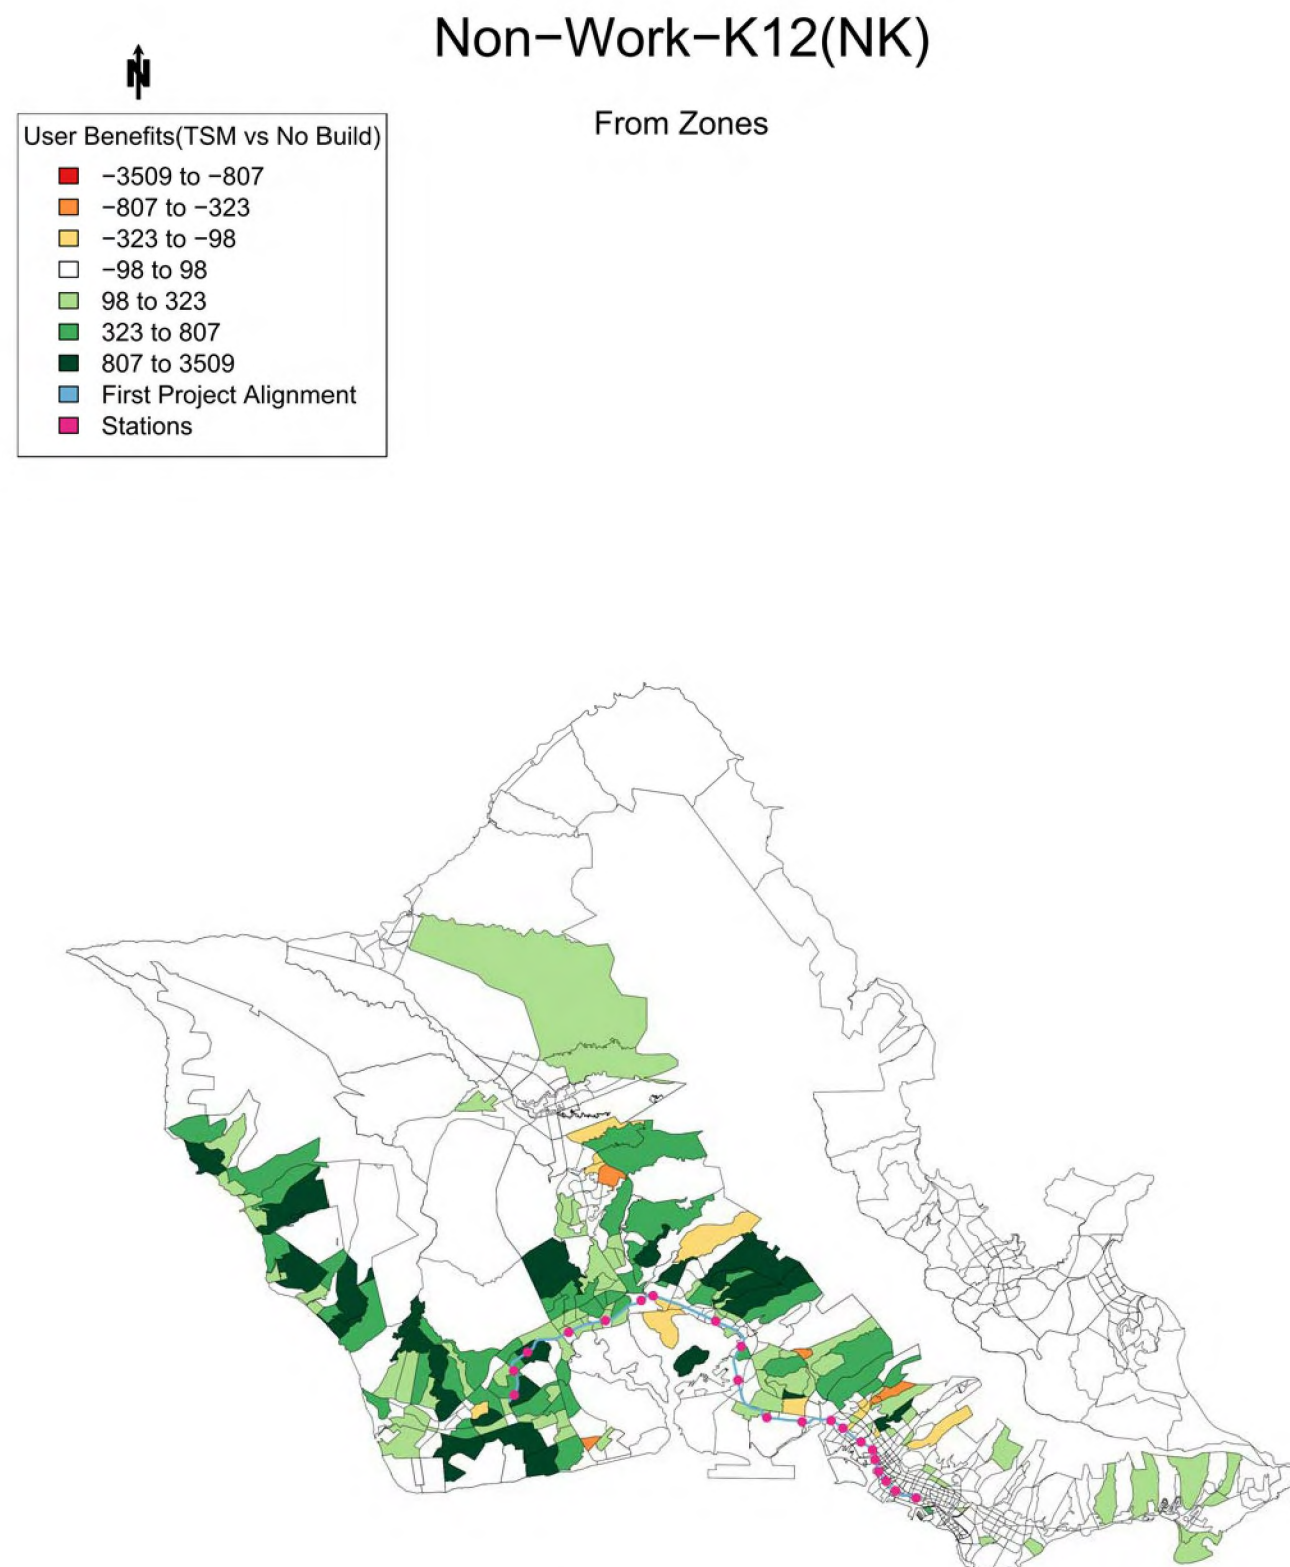 Non−Work−K12(NK)
From Zones
N
User Benefits(TSM vs No Build)
−3509 to −807
−807 to −323
−323 to −98
−98 to 98
98 to 323
323 to 807
807 to 3509
First Project Alignment
Stations